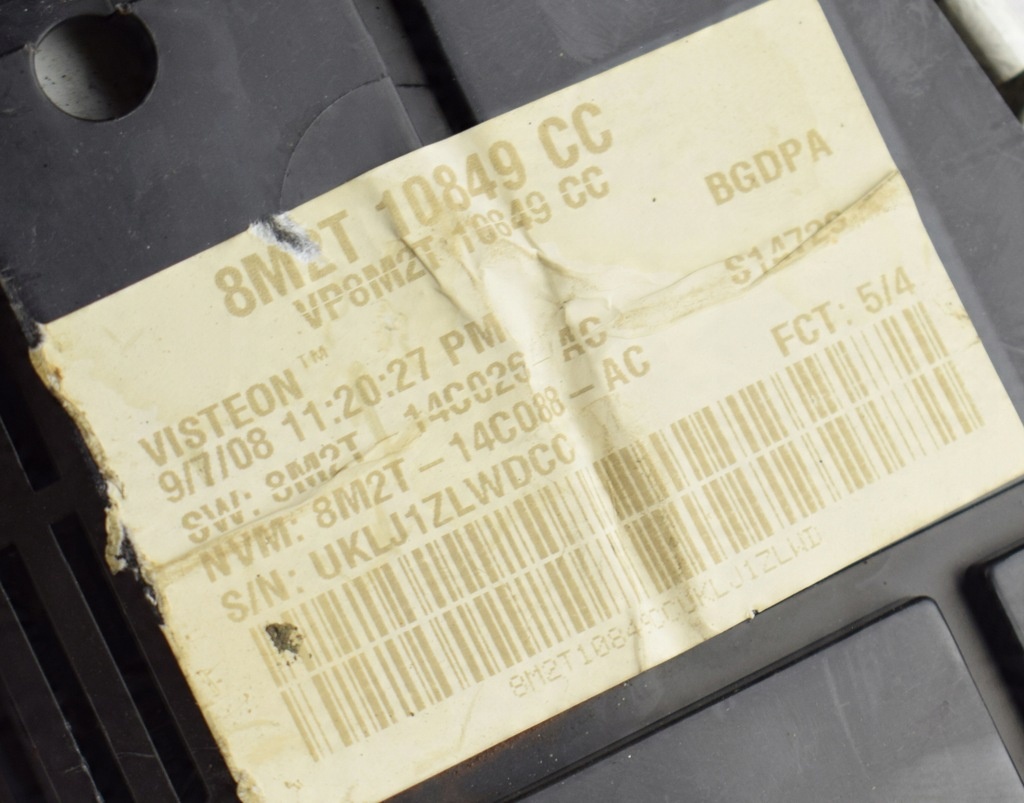 8M2T 10849 CC
VP8M2T 10849 CC
BGDPA
VISTEON™
S14723
9/7/08 11:20:27 PM
SW: 8M2T 14C026 AC
FCT: 5/4
NVM: 8M2T-14C088-AC
S/N: UKLJ1ZLWDCC
8M2T10849CCUKLJ1ZLWD